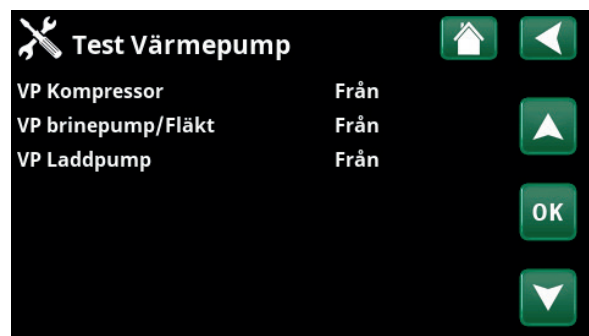 Test Värmepump
VP Kompressor Från
VP brinepump/Fläkt Från
VP Laddpump Från
OK